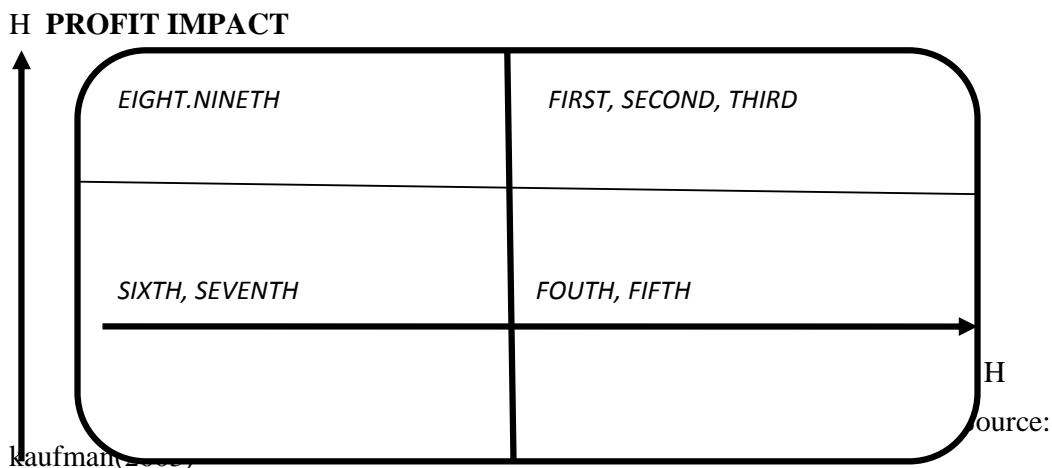 H PROFIT IMPACT
EIGHT.NINETH FIRST, SECOND, THIRD
SIXTH, SEVENTH FOUTH, FIFTH
H
ource:
kaufman(